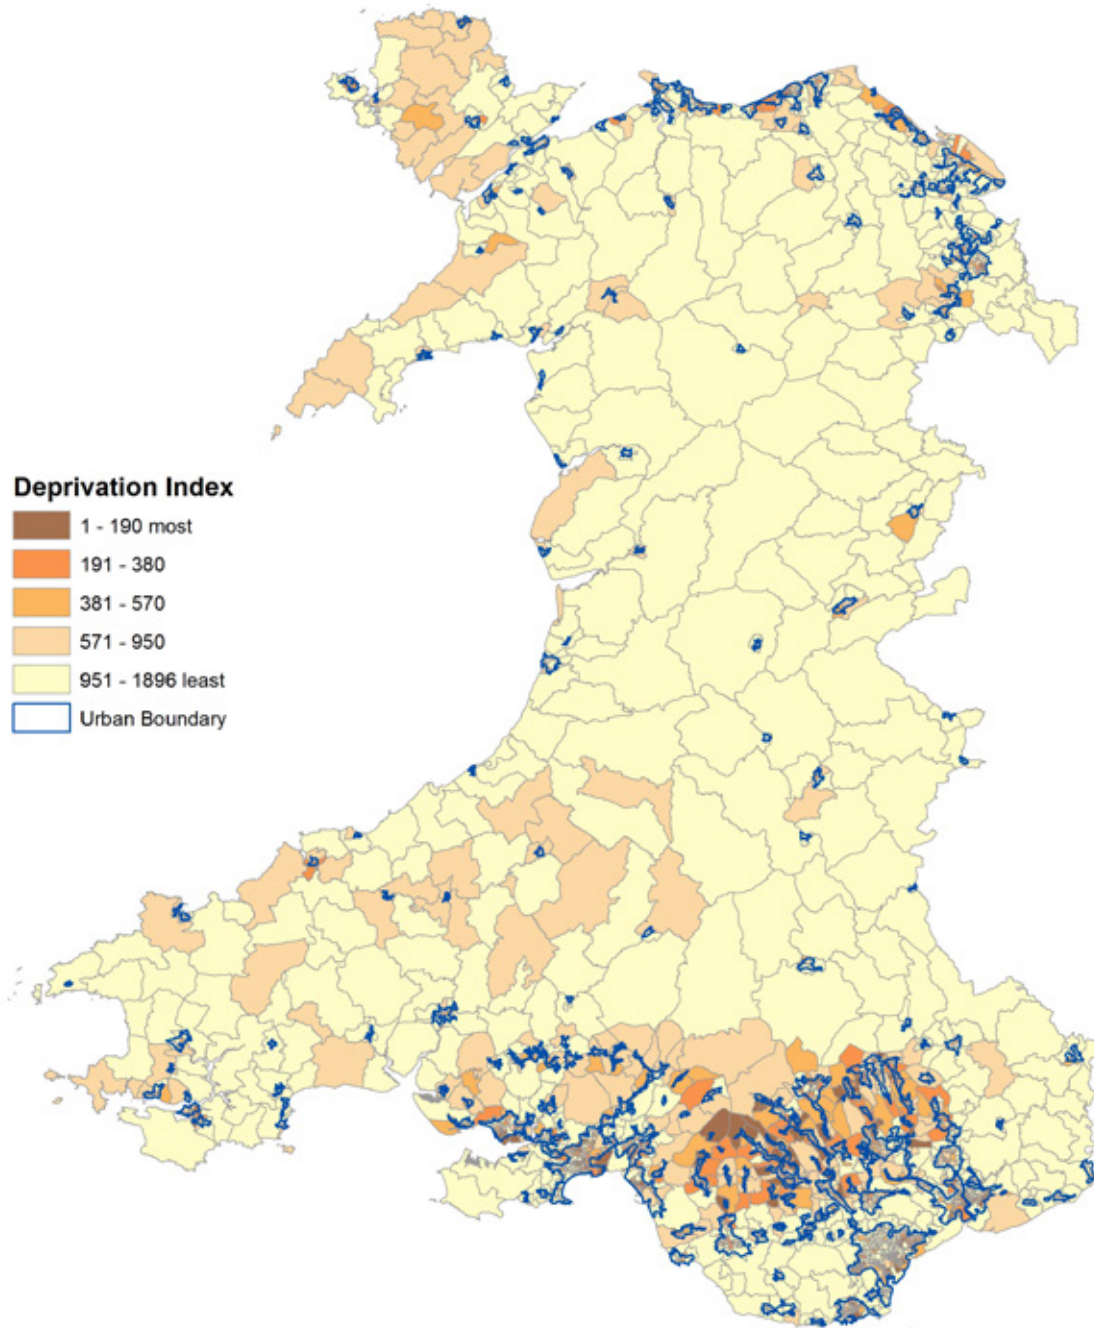 Deprivation Index
1 - 190 most
191 - 380
381 - 570
571 - 950
951 - 1896 least
Urban Boundary